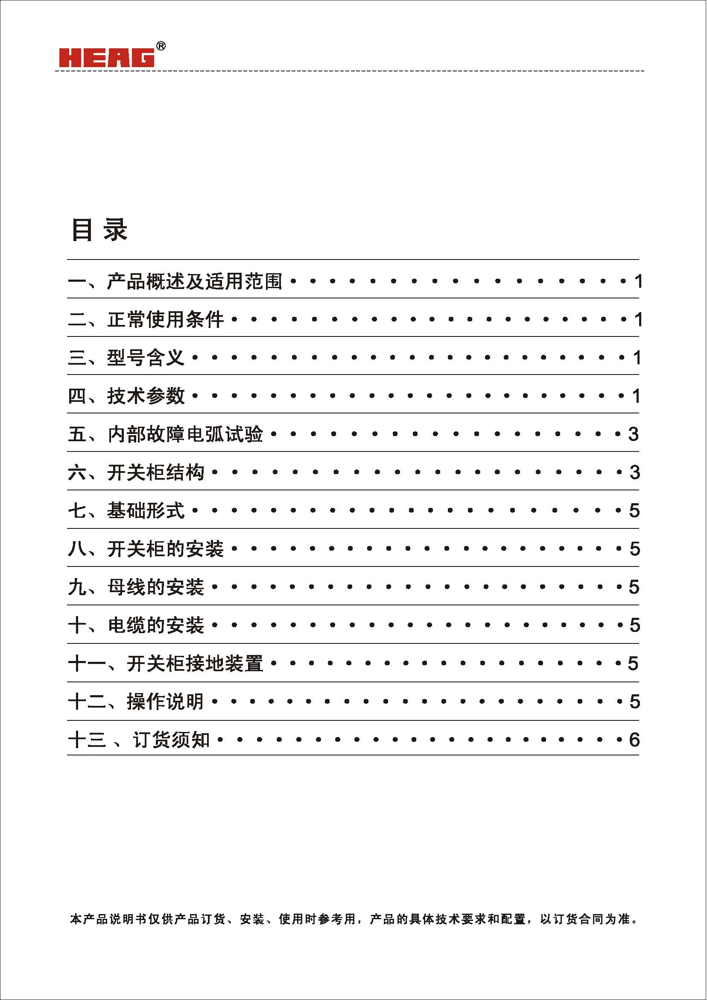 HEAG®
目 录
一、产品概述及适用范围 · · · · · · · · · · · · · · · · · 1
二、正常使用条件 · · · · · · · · · · · · · · · · · · · · · 1
三、型号含义 · · · · · · · · · · · · · · · · · · · · · · · 1
四、技术参数 · · · · · · · · · · · · · · · · · · · · · · · 1
五、内部故障电弧试验 · · · · · · · · · · · · · · · · · · 3
六、开关柜结构 · · · · · · · · · · · · · · · · · · · · · 3
七、基础形式 · · · · · · · · · · · · · · · · · · · · · · 5
八、开关柜的安装 · · · · · · · · · · · · · · · · · · · · · 5
九、母线的安装 · · · · · · · · · · · · · · · · · · · · · · 5
十、电缆的安装 · · · · · · · · · · · · · · · · · · · · · · 5
十一、开关柜接地装置 · · · · · · · · · · · · · · · · · · · 5
十二、操作说明 · · · · · · · · · · · · · · · · · · · · · · 5
十三 、订货须知 · · · · · · · · · · · · · · · · · · · · · · 6
本产品说明书仅供产品订货、安装、使用时参考用，产品的具体技术要求和配置，以订货合同为准。